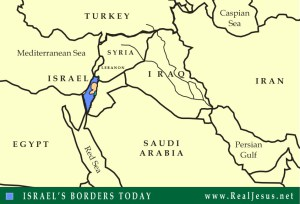 TURKEY
Caspian
Sea
Mediterranean Sea
SYRIA
LEBANON
ISRAEL
IRAQ
IRAN
EGYPT
SAUDI
ARABIA
Red Sea
Persian
Gulf
ISRAEL'S BORDERS TODAY
www.RealJesus.net